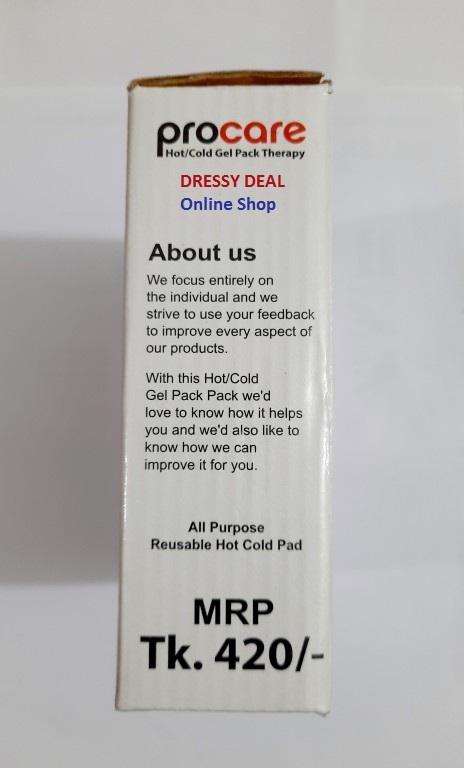 procare
Hot/Cold Gel Pack Therapy
DRESSY DEAL
Online Shop
About us
We focus entirely on
the individual and we
strive to use your feedback
to improve every aspect of
our products.
With this Hot/Cold
Gel Pack Pack we'd
love to know how it helps
you and we'd also like to
know how we can
improve it for you.
All Purpose
Reusable Hot Cold Pad
MRP
Tk. 420/-